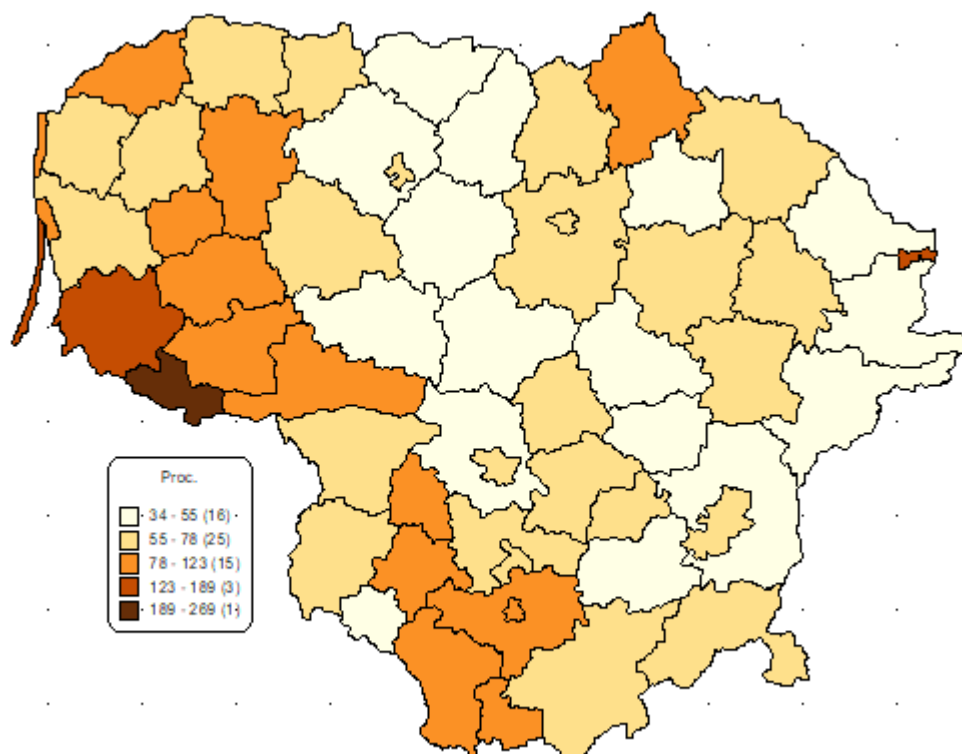 Proc.
34 - 55 (16)
55 - 78 (25)
78 - 123 (15)
123 - 189 (3)
189 - 269 (1)